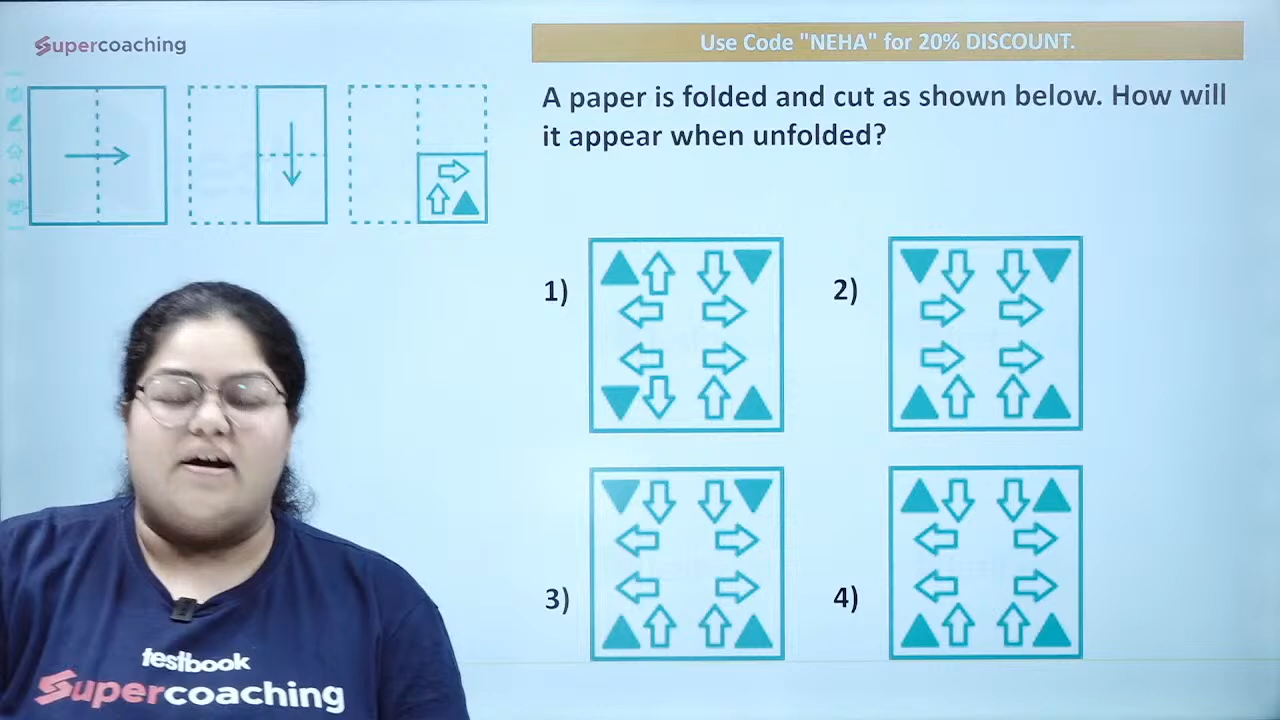 Supercoaching
Use Code "NEHA" for 20% DISCOUNT.
A paper is folded and cut as shown below. How will
it appear when unfolded?
1)
2)
3)
4)
testbook
Supercoaching